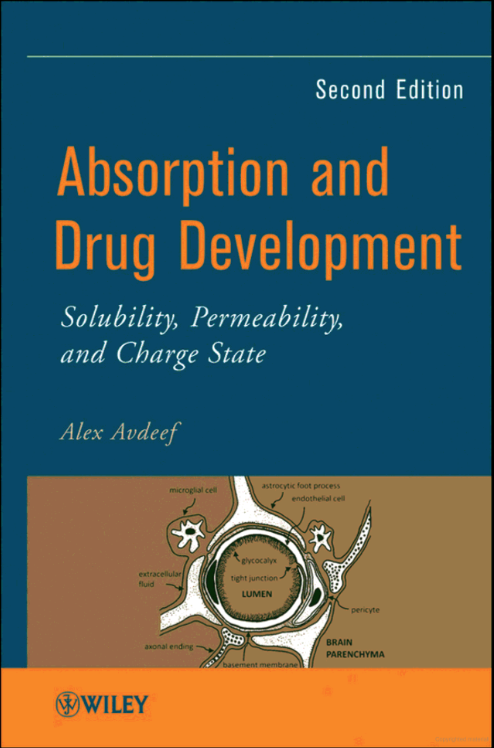 Second Edition
Absorption and
Drug Development
Solubility, Permeability,
and Charge State
Alex Avdeef
microglial cell
astrocytic foot process
endothelial cell
glycocalyx
tight junction
LUMEN
extracellular
fluid
pericyte
axonal ending
basement membrane
BRAIN
PARENCHYMA
WILEY